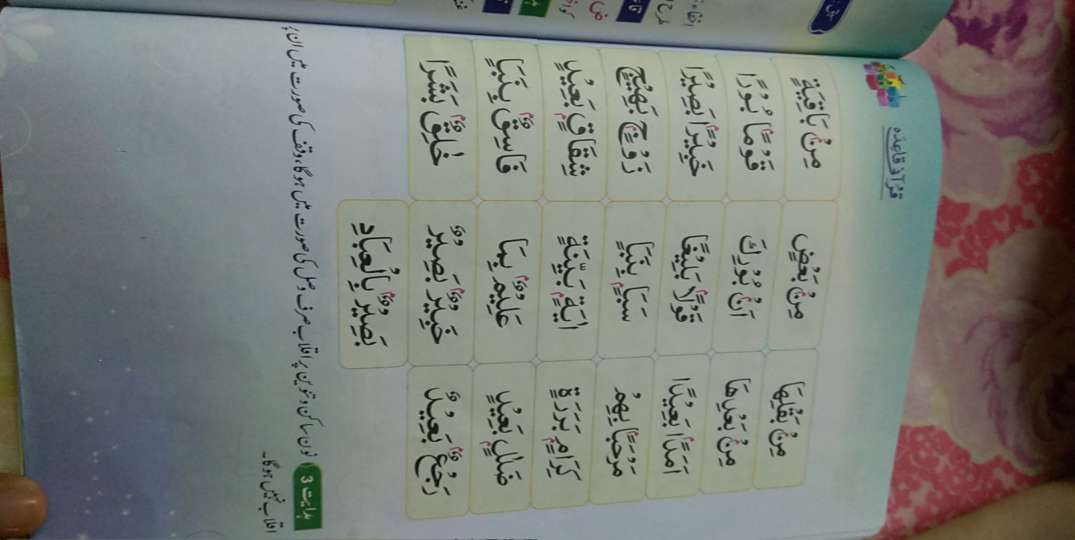 قرآنی قاعدہ
مِنْۢ بَقْلِهَا مِنْۢ بَعْضٍ مِنْۢ بَاقِيَةٍ
مِنْۢ بَعْدِهَا اَنْۢ بُوْرِكَ قَوْمًاۢ بُوْرًا
اَمَدًاۢ بَعِيْدًا قَوْلًاۢ بَلِيْغًا خَبِيْرًاۢ بَصِيْرًا
مَرْحَبًاۢ بِهِمْ سَبَاٍۭ بِنَبَاٍ زَوْجٍۭ بَهِيْجٍ
كِرَامٍۭ بَرَرَةٍ اٰيَةٍۭ بَيِّنَةٍ شِقَاقٍۭ بَعِيْدٍ
ضَلٰلٍۭ بَعِيْدٍ عَلِيْمٌۢ بِمَا فَاسِقٌۢ بِنَبَاٍ
رَجْعٌۢ بَعِيْدٌ خَبِيْرٌۢ بَصِيْرٌ خٰلِقٌۢ بَشَرًا
بَصِيْرٌۢ بِالْعِبَادِ
ہدایت 3 نون ساکن و تنوین پر اقلاب صرف وصل کی صورت میں ہوگا، وقف کی صورت میں ان پر
اقلاب نہیں ہوگا۔